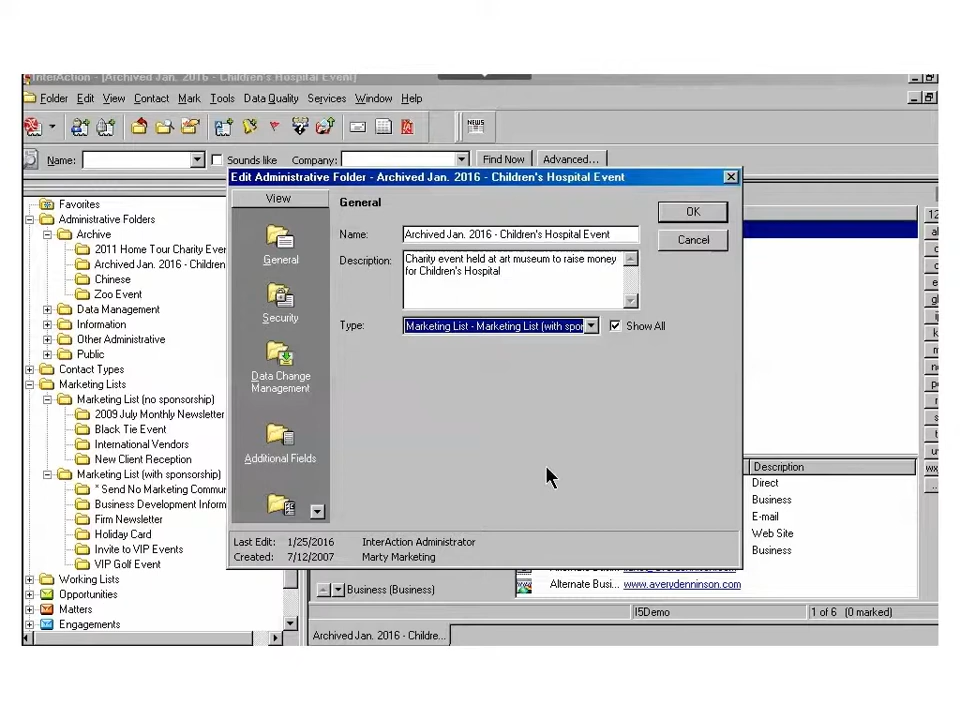 InterAction - [Archived Jan. 2016 - Children's Hospital Event]
Folder Edit View Contact Mark Tools Data Quality Services Window Help
NEWS
Name: Sounds like Company: Find Now Advanced...
Edit Administrative Folder - Archived Jan. 2016 - Children's Hospital Event
View
General
Security
Data Change
Management
Additional Fields
General
OK
Name: Archived Jan. 2016 - Children's Hospital Event
Cancel
Description: Charity event held at art museum to raise money
for Children's Hospital
Type: Marketing List - Marketing List (with spor Show All
Last Edit: 1/25/2016 InterAction Administrator
Created: 7/12/2007 Marty Marketing
Favorites
Administrative Folders
Archive
2011 Home Tour Charity Ever
Archived Jan. 2016 - Children
Chinese
Zoo Event
Data Management
Information
Other Administrative
Public
Contact Types
Marketing Lists
Marketing List (no sponsorship)
2009 July Monthly Newsletter
Black Tie Event
International Vendors
New Client Reception
Marketing List (with sponsorship)
* Send No Marketing Commur
Business Development Inform
Firm Newsletter
Holiday Card
Invite to VIP Events
VIP Golf Event
Working Lists
Opportunities
Matters
Engagements
Description
Direct
Business
E-mail
Web Site
Business
Alternate Busi... www.averydenninson.com
Business (Business)
I5Demo 1 of 6 (0 marked)
Archived Jan. 2016 - Childre...
12
wx